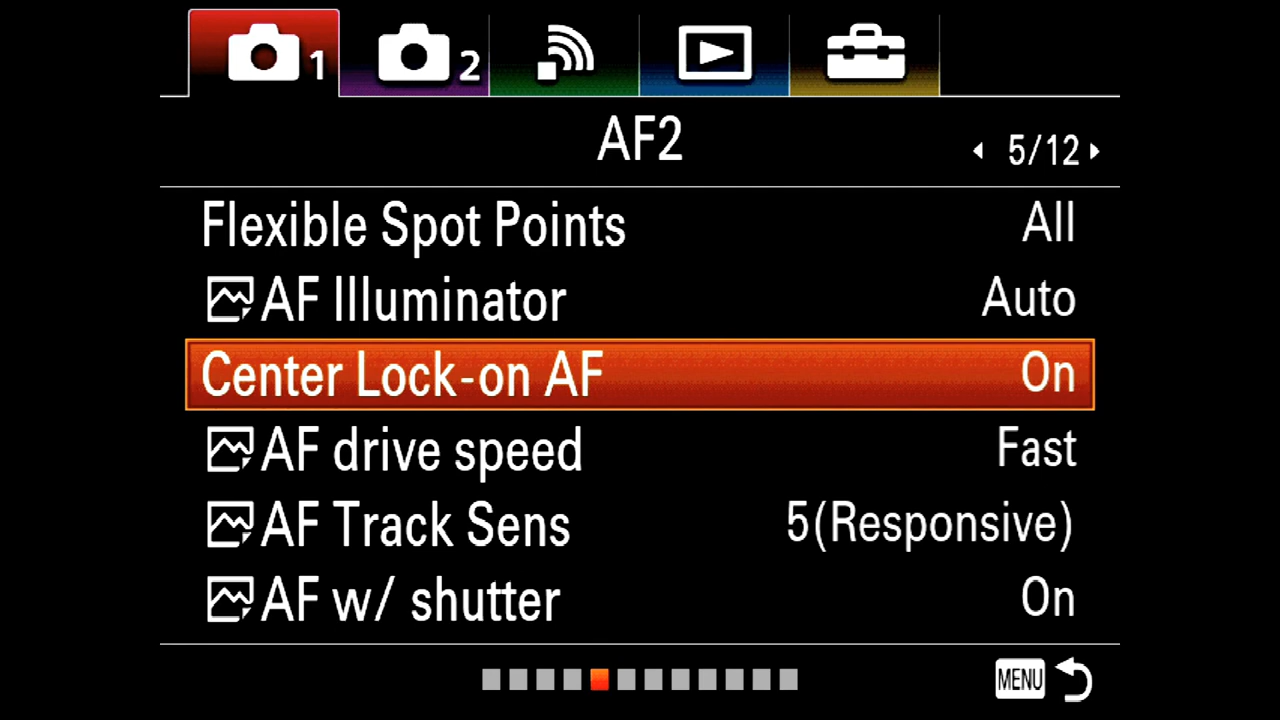 1 2
AF2
5/12
Flexible Spot Points All
AF Illuminator Auto
Center Lock-on AF On
AF drive speed Fast
AF Track Sens 5(Responsive)
AF w/ shutter On
MENU